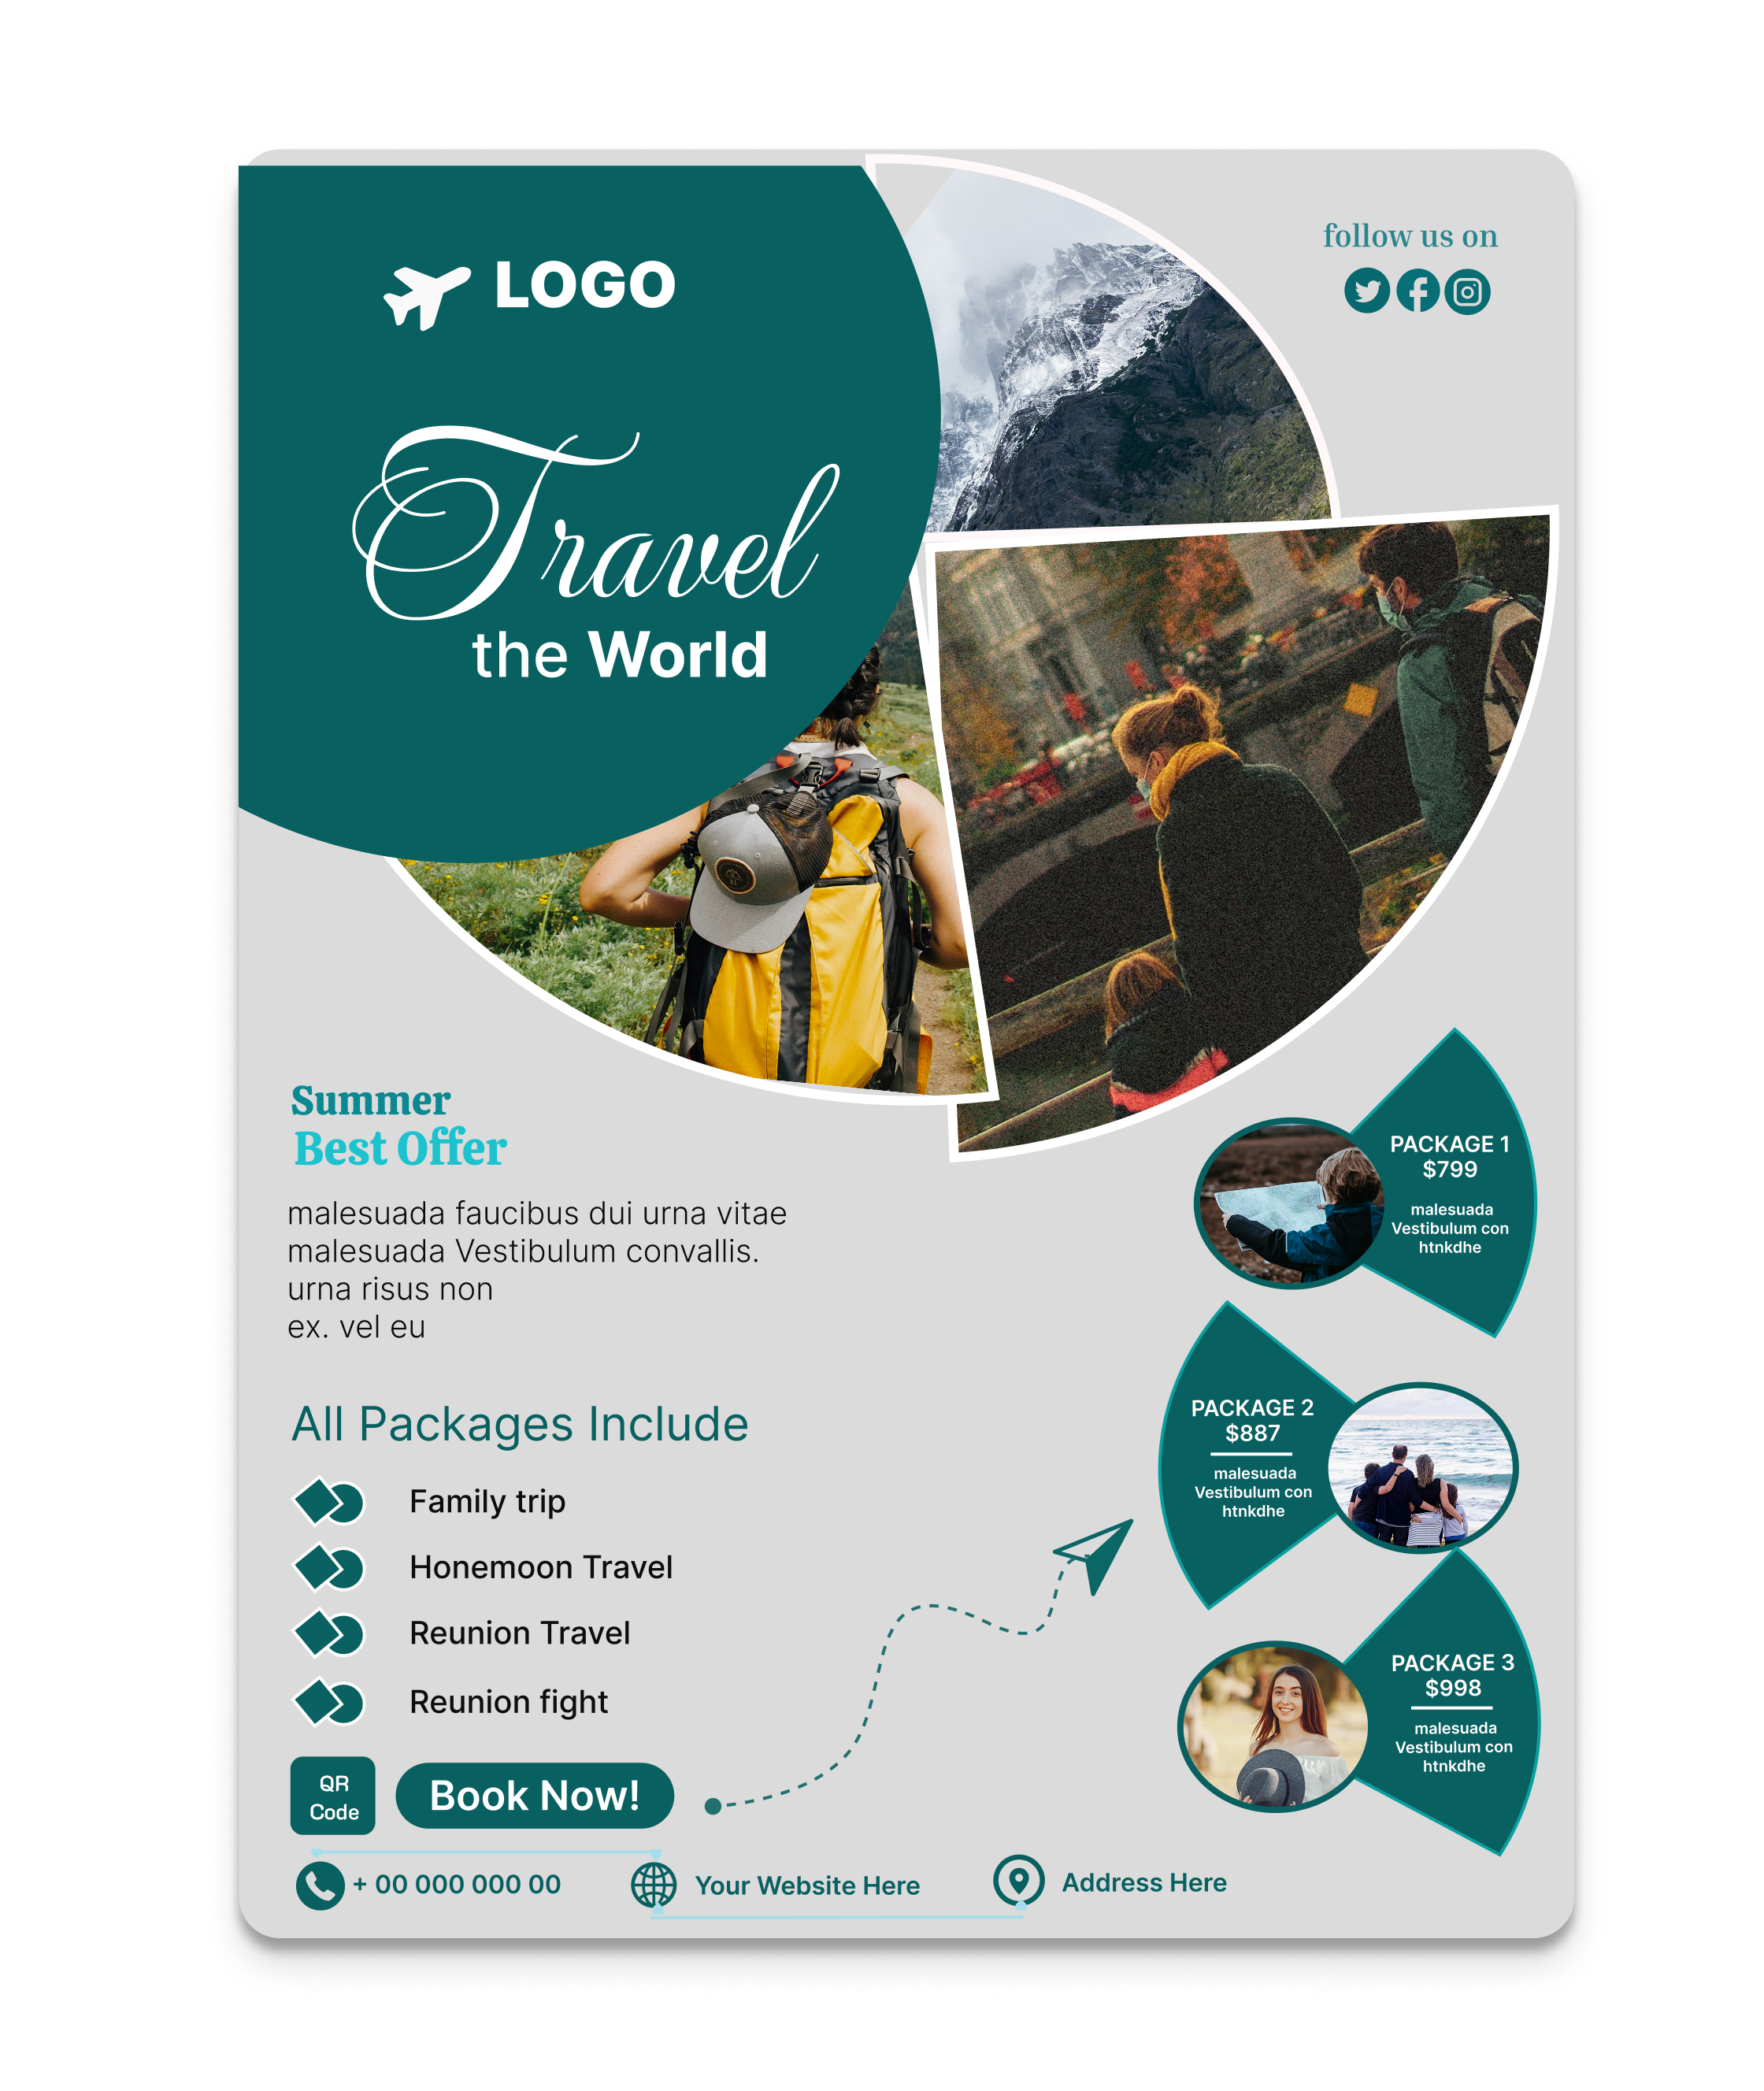 LOGO
follow us on
Travel
the World
Summer
Best Offer
malesuada faucibus dui urna vitae
malesuada Vestibulum convallis.
urna risus non
ex. vel eu
All Packages Include
Family trip
Honemoon Travel
Reunion Travel
Reunion fight
QR
Code
Book Now!
PACKAGE 1
$799
malesuada
Vestibulum con
htnkdhe
PACKAGE 2
$887
malesuada
Vestibulum con
htnkdhe
PACKAGE 3
$998
malesuada
Vestibulum con
htnkdhe
+ 00 000 000 00
Your Website Here
Address Here